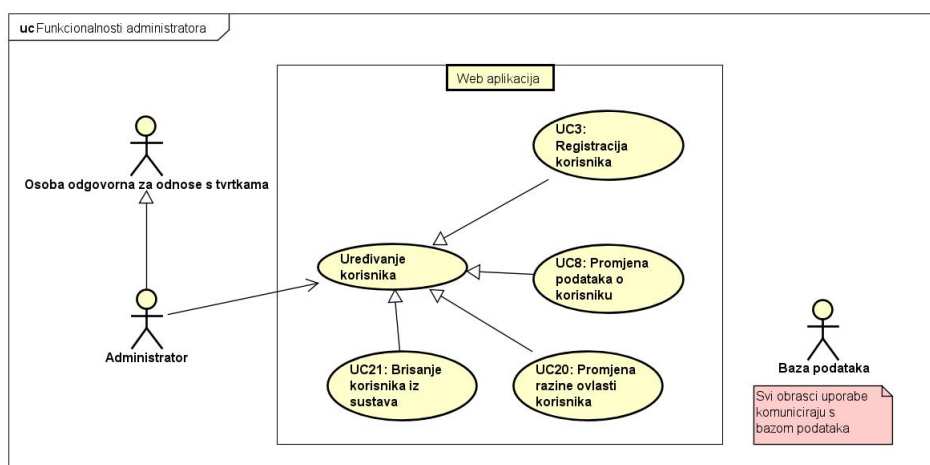 uc Funkcionalnosti administratora
Web aplikacija
UC3:
Registracija
korisnika
Osoba odgovorna za odnose s tvrtkama
Uređivanje
korisnika
UC8: Promjena
podataka o
korisniku
Administrator
UC21: Brisanje
korisnika iz
sustava
UC20: Promjena
razine ovlasti
korisnika
Baza podataka
Svi obrasci uporabe
komuniciraju s
bazom podataka